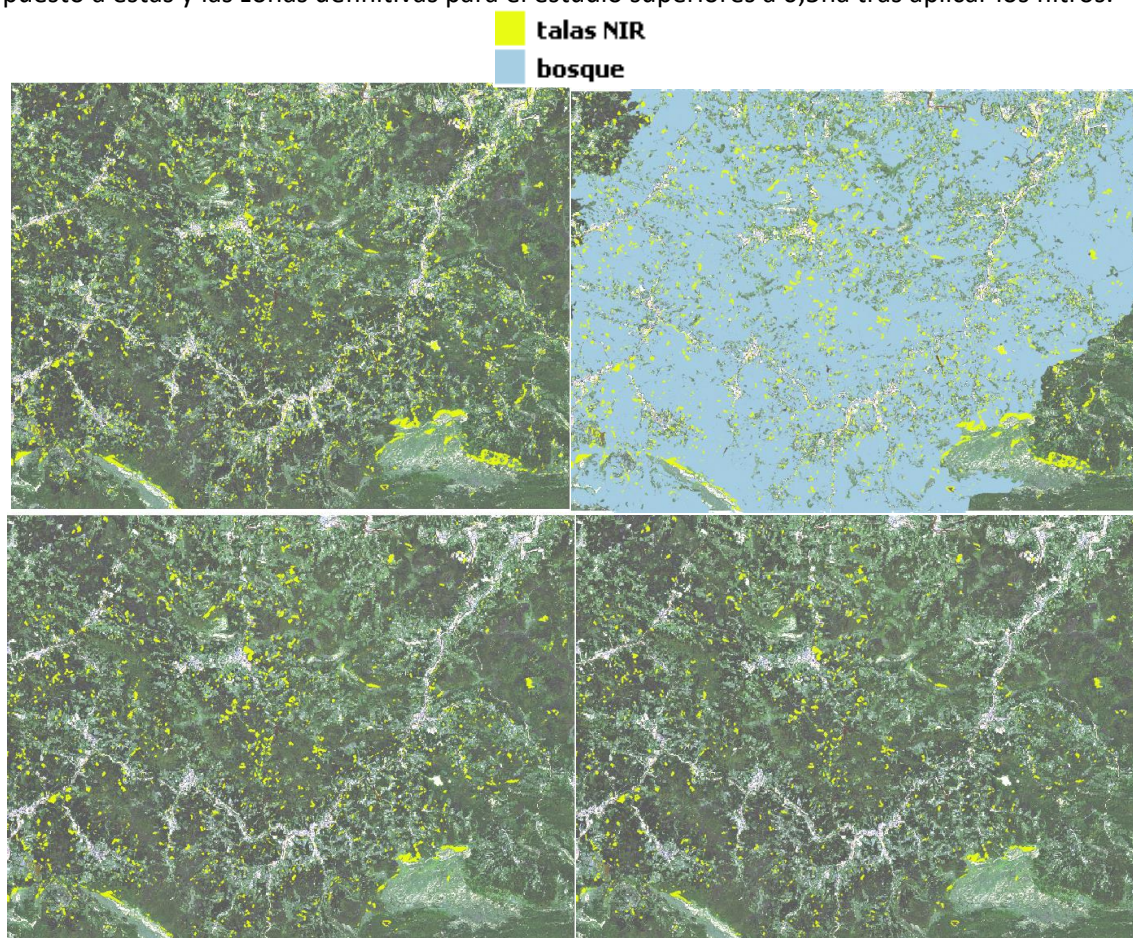 puesto a estas y las zonas definitivas para el estudio superiores a 0,5ha tras aplicar los filtros.
talas NIR
bosque